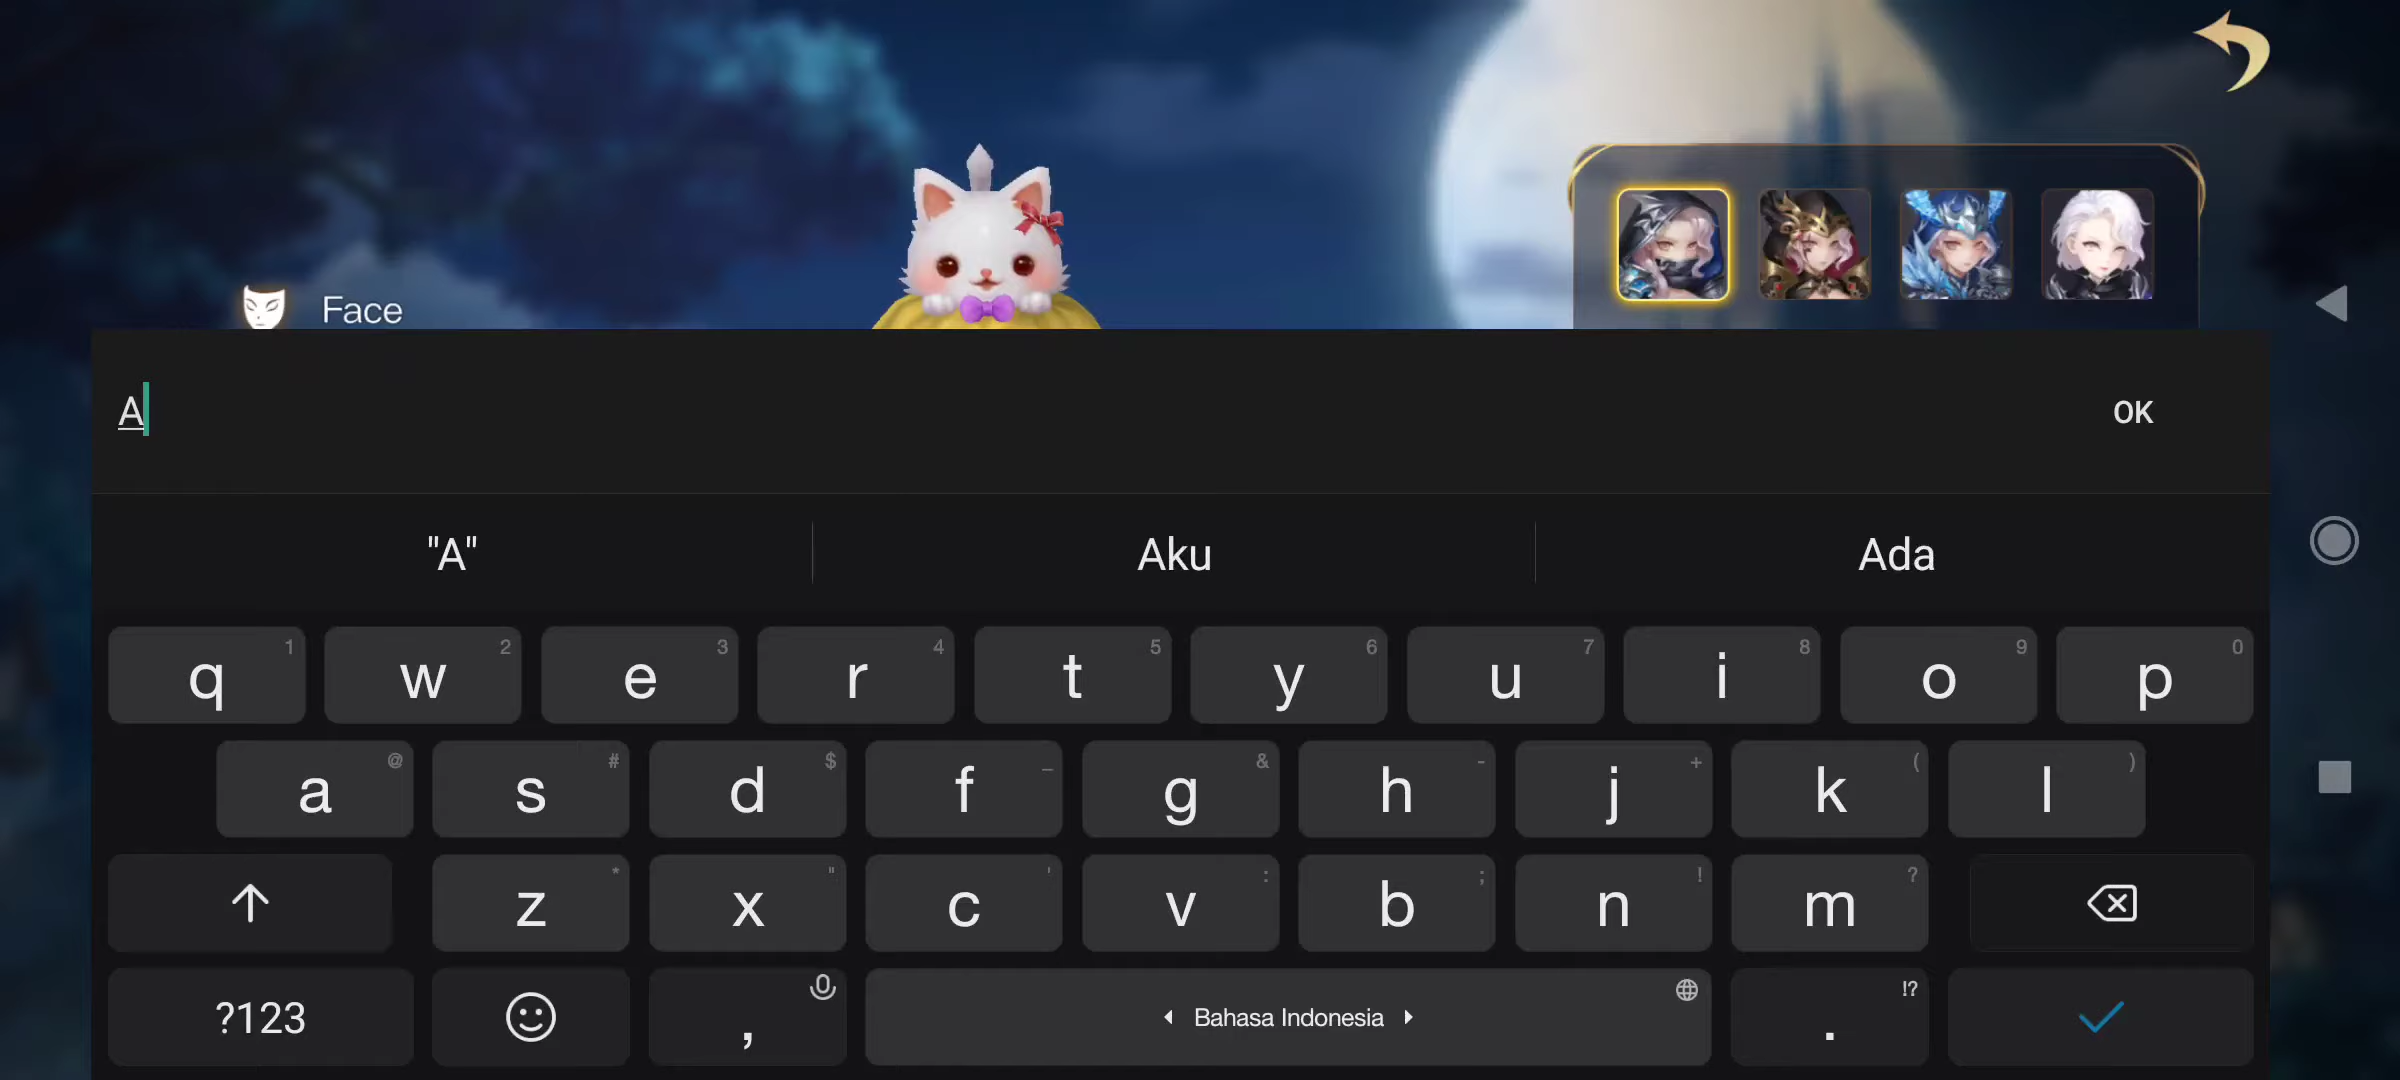 Face
A
OK
"A" Aku Ada
q 1 w 2 e 3 r 4 t 5 y 6 u 7 i 8 o 9 p 0
a @ s # d $ f _ g & h - j + k ( l )
z * x " c ' v : b ; n ! m ?
?123 , Bahasa Indonesia . !?